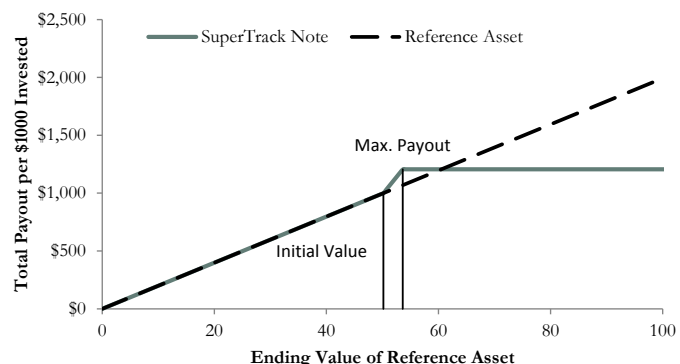 $2,500
SuperTrack Note
Reference Asset
$2,000
$1,500
Max. Payout
$1,000
Initial Value
$500
$0
0 20 40 60 80 100
Total Payout per $1000 Invested
Ending Value of Reference Asset